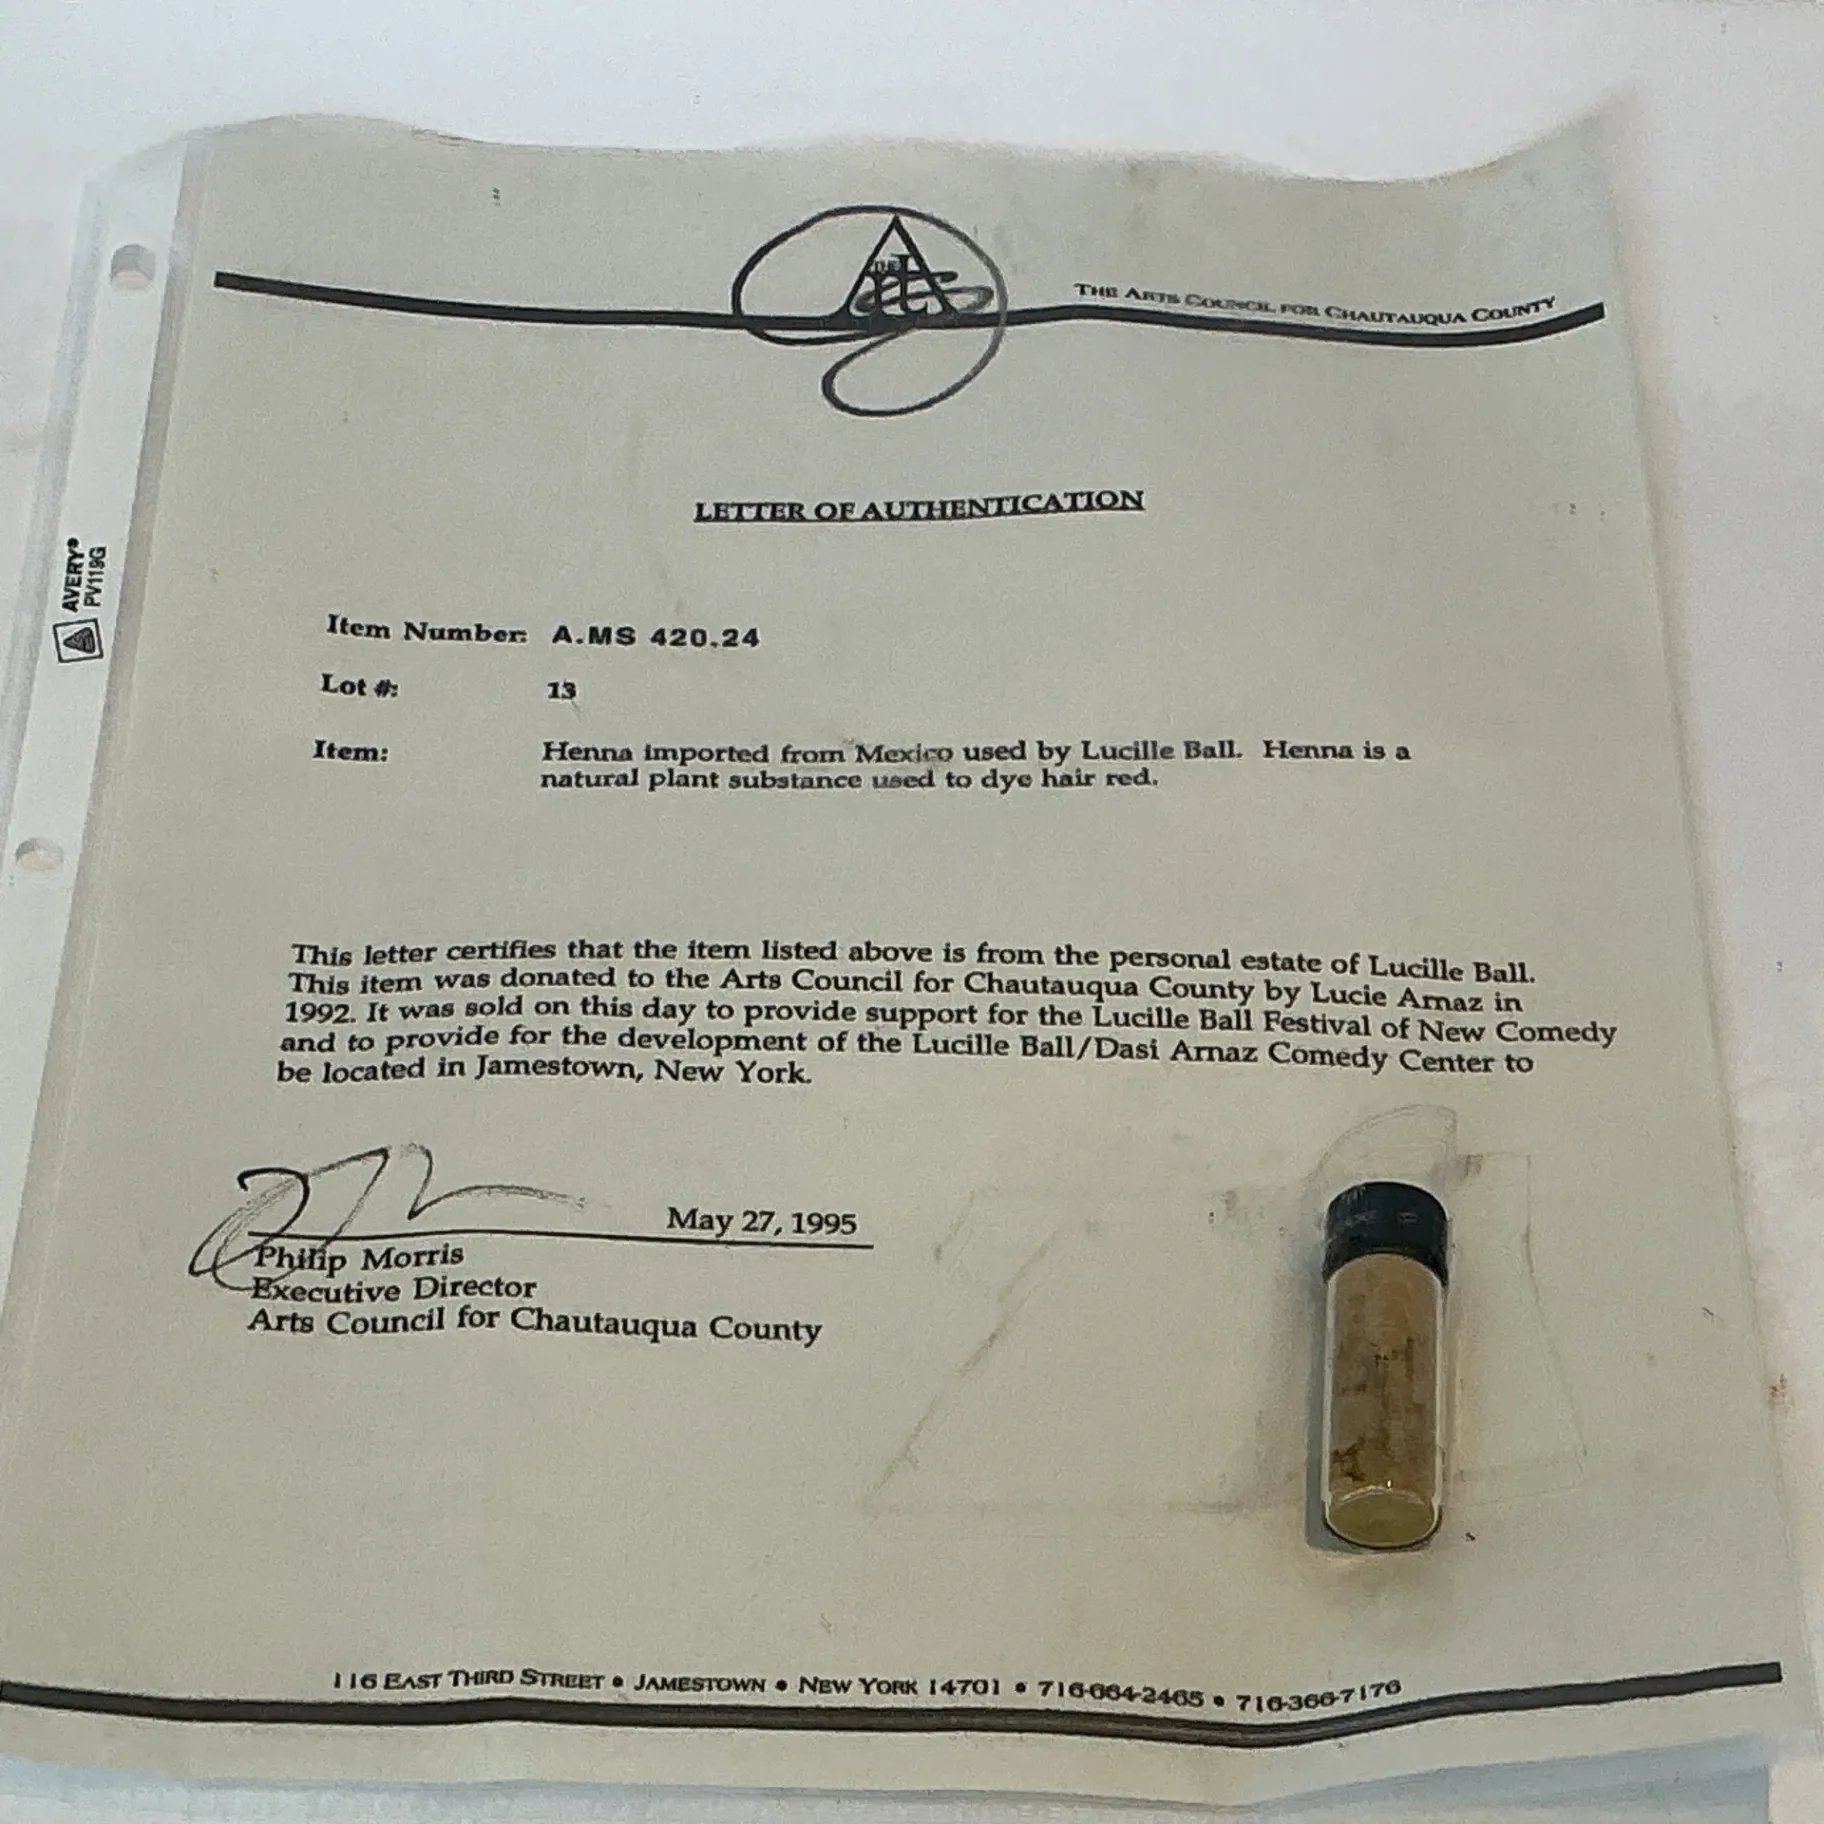 THE
Arts
THE ARTS COUNCIL FOR CHAUTAUQUA COUNTY
LETTER OF AUTHENTICATION
AVERY®
PV119G
Item Number: A.MS 420.24
Lot #: 13
Item: Henna imported from Mexico used by Lucille Ball. Henna is a
natural plant substance used to dye hair red.
This letter certifies that the item listed above is from the personal estate of Lucille Ball.
This item was donated to the Arts Council for Chautauqua County by Lucie Arnaz in
1992. It was sold on this day to provide support for the Lucille Ball Festival of New Comedy
and to provide for the development of the Lucille Ball/Dasi Arnaz Comedy Center to
be located in Jamestown, New York.
May 27, 1995
Philip Morris
Executive Director
Arts Council for Chautauqua County
116 EAST THIRD STREET • JAMESTOWN • NEW YORK 14701 • 716-664-2465 • 716-366-7176